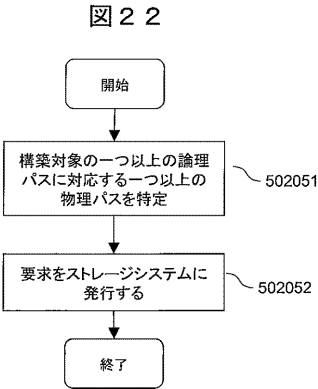 図２２
開始
構築対象の一つ以上の論理
パスに対応する一つ以上の
物理パスを特定
502051
要求をストレージシステムに
発行する
502052
終了